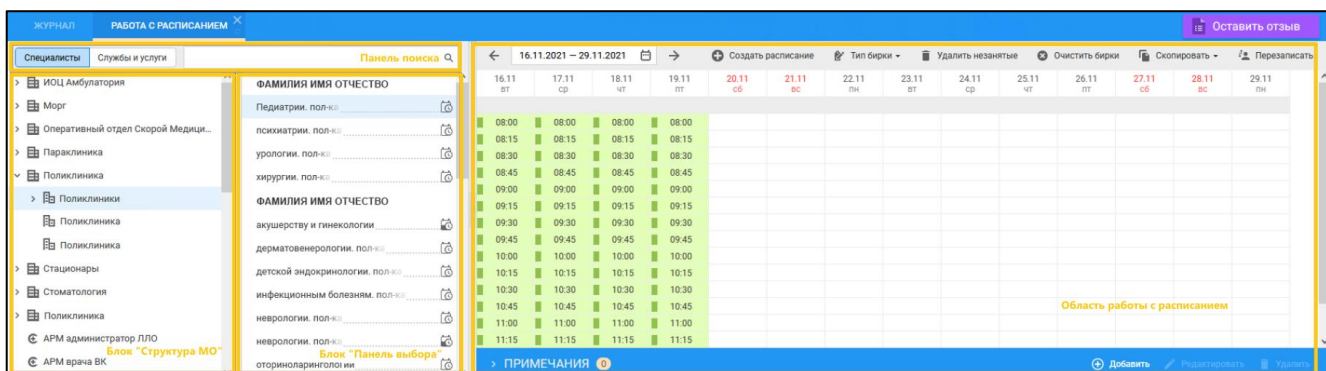 ЖУРНАЛ РАБОТА С РАСПИСАНИЕМ Оставить отзыв
Специалисты Службы и услуги Панель поиска
16.11.2021 — 29.11.2021 Создать расписание Тип бирки Удалить незанятые Очистить бирки Скопировать Перезаписать
16.11 17.11 18.11 19.11 20.11 21.11 22.11 23.11 24.11 25.11 26.11 27.11 28.11 29.11
вт ср чт пт сб вс пн вт ср чт пт сб вс пн
ИОЦ Амбулатория
Морг
Оперативный отдел Скорой Медици...
Параклиника
Поликлиника
Поликлиники
Поликлиника
Поликлиника
Стационары
Стоматология
Поликлиника
АРМ администратор ЛЛО
Блок "Структура МО"
АРМ врача ВК
ФАМИЛИЯ ИМЯ ОТЧЕСТВО
Педиатрии. пол-ка
психиатрии. пол-ка
урологии. пол-ка
хирургии. пол-ка
ФАМИЛИЯ ИМЯ ОТЧЕСТВО
акушерству и гинекологии
дерматовенерологии. пол-ка
детской эндокринологии. пол-ка
инфекционным болезням. пол-ка
неврологии. пол-ка
неврологии. пол-ка
Блок "Панель выбора"
оториноларингологии
08:00 08:00 08:00 08:00
08:15 08:15 08:15 08:15
08:30 08:30 08:30 08:30
08:45 08:45 08:45 08:45
09:00 09:00 09:00 09:00
09:15 09:15 09:15 09:15
09:30 09:30 09:30 09:30
09:45 09:45 09:45 09:45
10:00 10:00 10:00 10:00
10:15 10:15 10:15 10:15
10:30 10:30 10:30 10:30
10:45 10:45 10:45 10:45
Область работы с расписанием
11:00 11:00 11:00 11:00
11:15 11:15 11:15 11:15
ПРИМЕЧАНИЯ 0 Добавить Редактировать Удалить